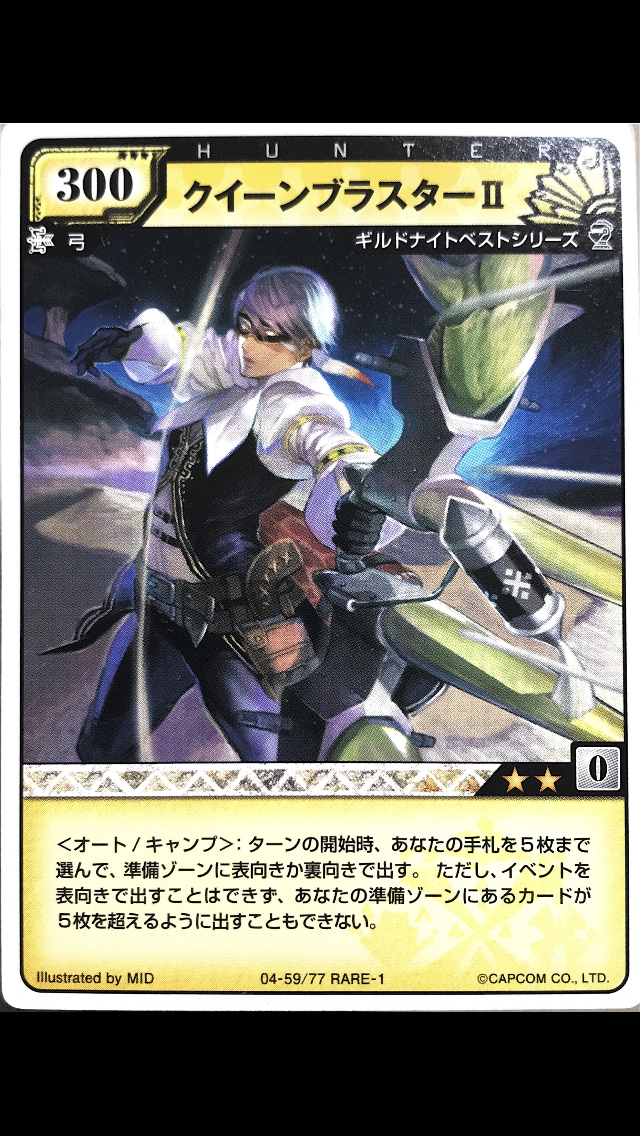 HUNTER
300
クイーンブラスターⅡ
弓
ギルドナイトベストシリーズ
2
0
<オート / キャンプ>: ターンの開始時、あなたの手札を５枚まで
選んで、準備ゾーンに表向きか裏向きで出す。 ただし、イベントを
表向きで出すことはできず、あなたの準備ゾーンにあるカードが
５枚を超えるように出すこともできない。
Illustrated by MID
04-59/77 RARE-1
©CAPCOM CO., LTD.